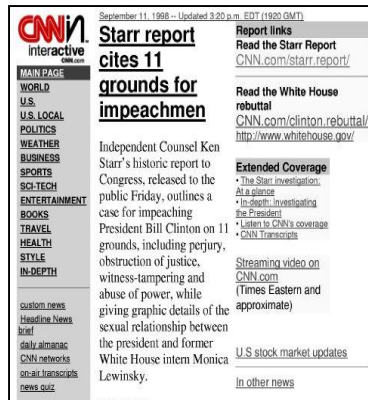 CNNin
interactive
CNN.com
MAIN PAGE
WORLD
U.S.
U.S. LOCAL
POLITICS
WEATHER
BUSINESS
SPORTS
SCI-TECH
ENTERTAINMENT
BOOKS
TRAVEL
HEALTH
STYLE
IN-DEPTH
custom news
Headline News
brief
daily almanac
CNN networks
on-air transcripts
news quiz
September 11, 1998 -- Updated 3:20 p.m. EDT (1920 GMT)
Starr report
cites 11
grounds for
impeachmen
Independent Counsel Ken
Starr's historic report to
Congress, released to the
public Friday, outlines a
case for impeaching
President Bill Clinton on 11
grounds, including perjury,
obstruction of justice,
witness-tampering and
abuse of power, while
giving graphic details of the
sexual relationship between
the president and former
White House intern Monica
Lewinsky.
Report links
Read the Starr Report
CNN.com/starr.report/
Read the White House
rebuttal
CNN.com/clinton.rebuttal/
http://www.whitehouse.gov/
Extended Coverage
• The Starr investigation:
At a glance
• In-depth: Investigating
the President
• Listen to CNN's coverage
• CNN Transcripts
Streaming video on
CNN.com
(Times Eastern and
approximate)
U.S stock market updates
In other news